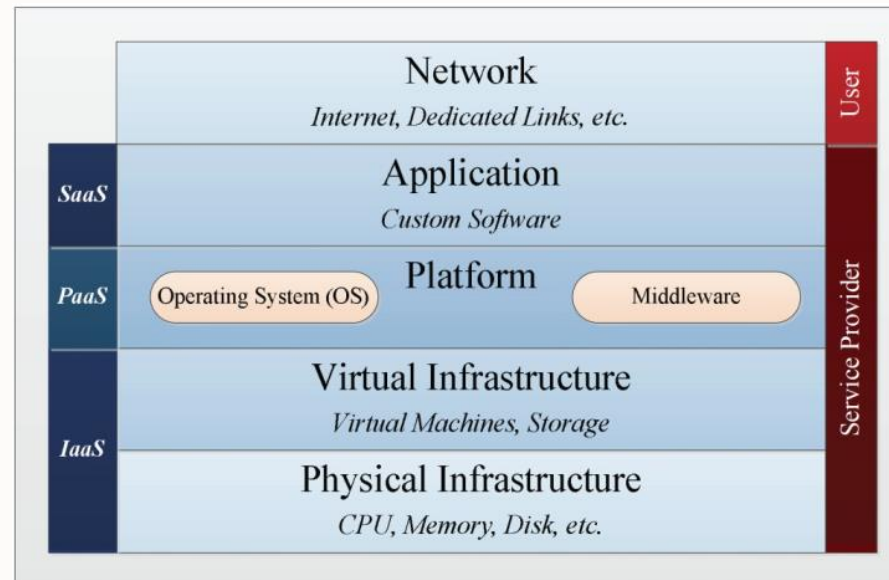 Network
Internet, Dedicated Links, etc.
User
SaaS
Application
Custom Software
PaaS
Platform
Operating System (OS)
Middleware
Service Provider
IaaS
Virtual Infrastructure
Virtual Machines, Storage
Physical Infrastructure
CPU, Memory, Disk, etc.